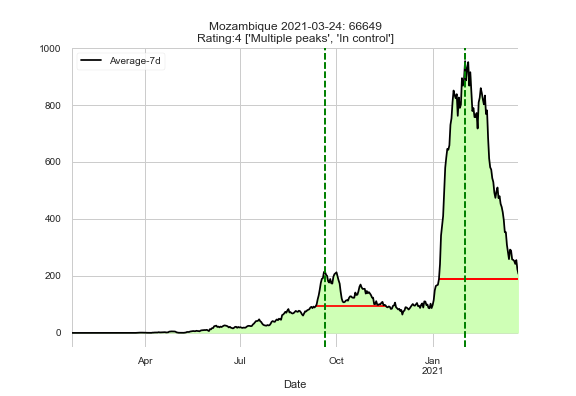 Mozambique 2021-03-24: 66649
Rating:4 ['Multiple peaks', 'In control']
Average-7d
1000
800
600
400
200
0
Apr
Jul
Oct
Jan
2021
Date